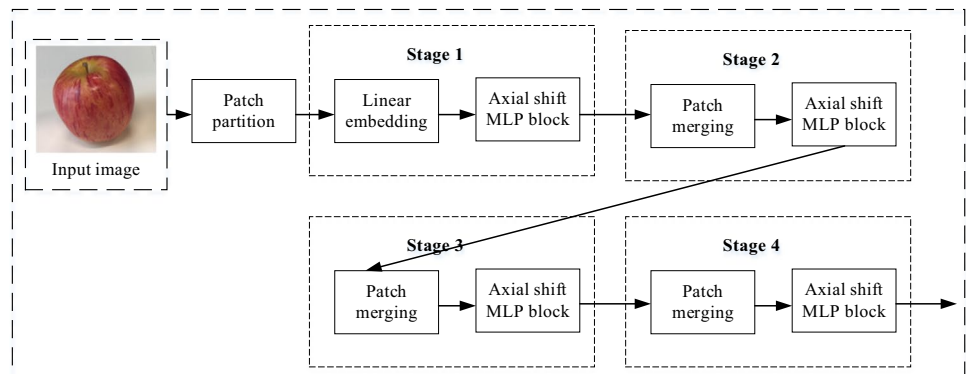 Input image
Patch
partition
Stage 1
Linear
embedding
Axial shift
MLP block
Stage 2
Patch
merging
Axial shift
MLP block
Stage 3
Patch
merging
Axial shift
MLP block
Stage 4
Patch
merging
Axial shift
MLP block